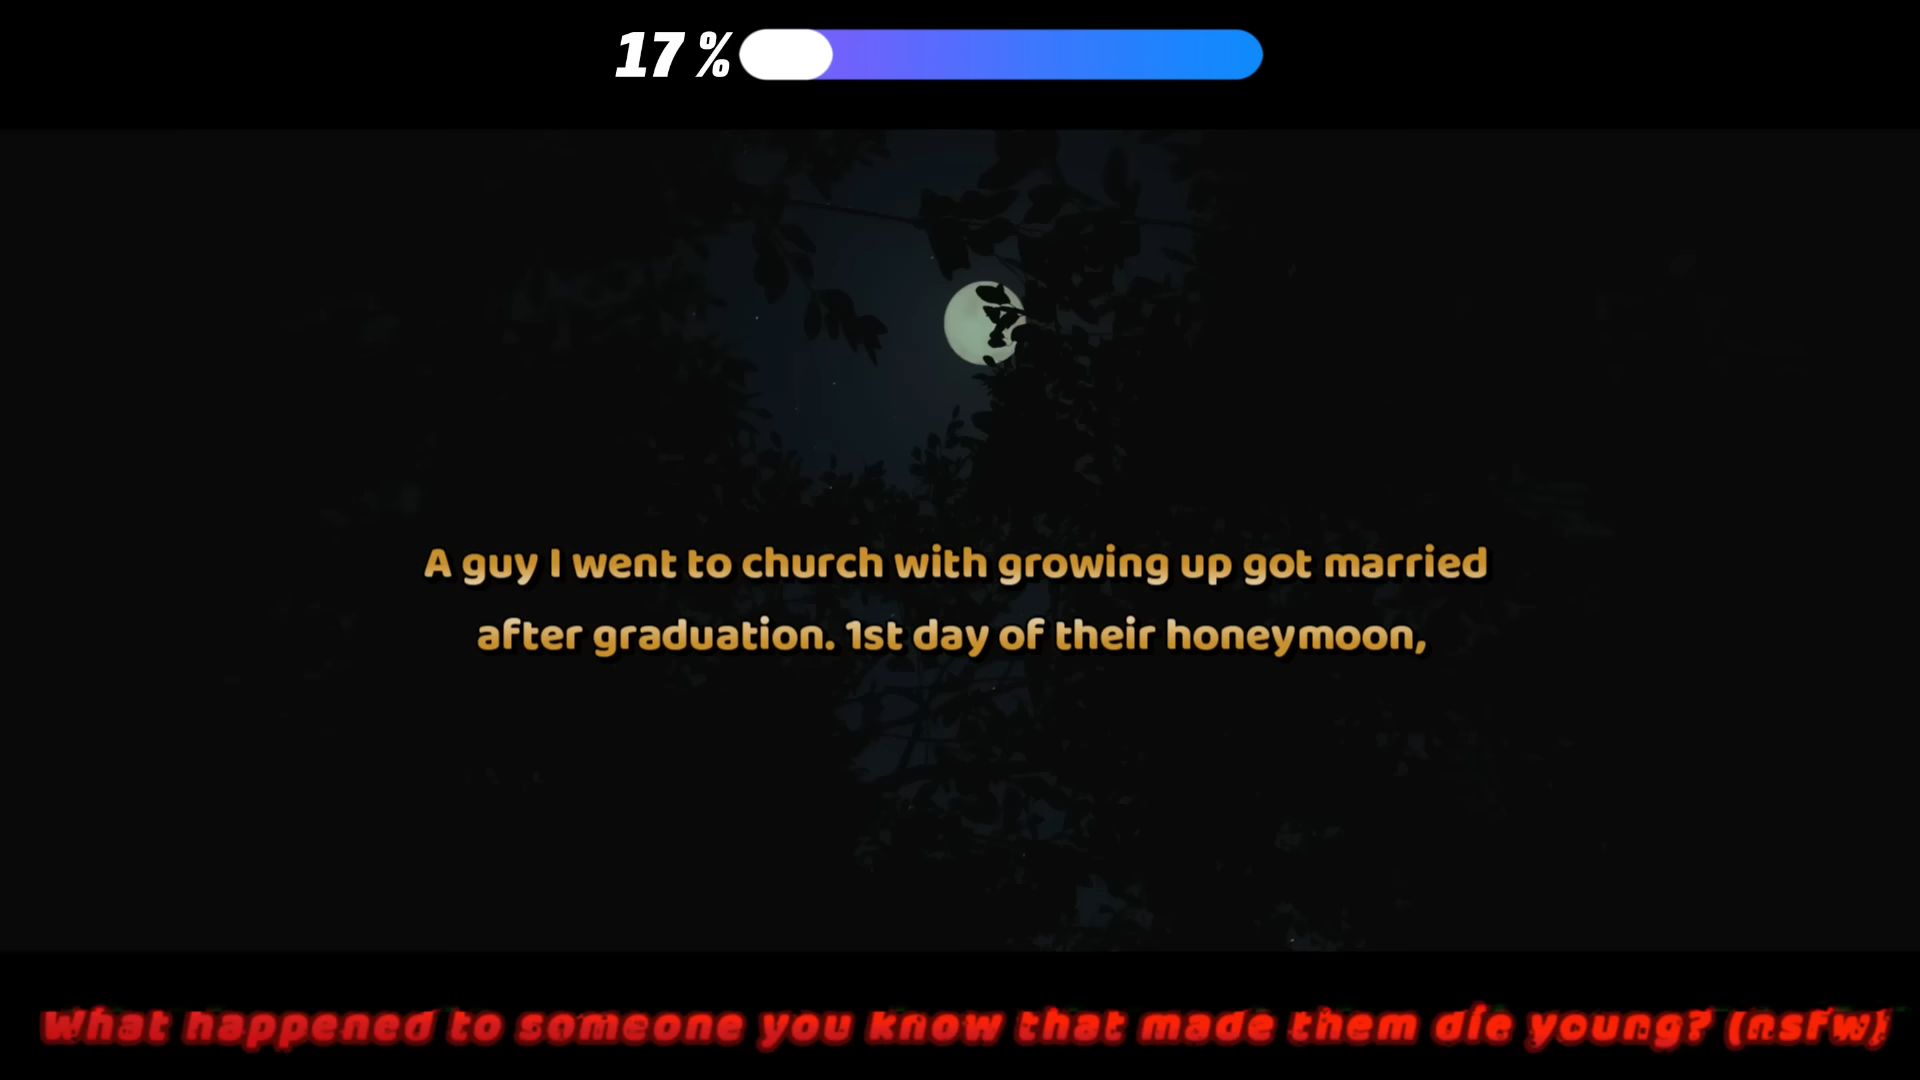 17 %
A guy I went to church with growing up got married
after graduation. 1st day of their honeymoon,
What happened to someone you know that made them die young? (nsfw)